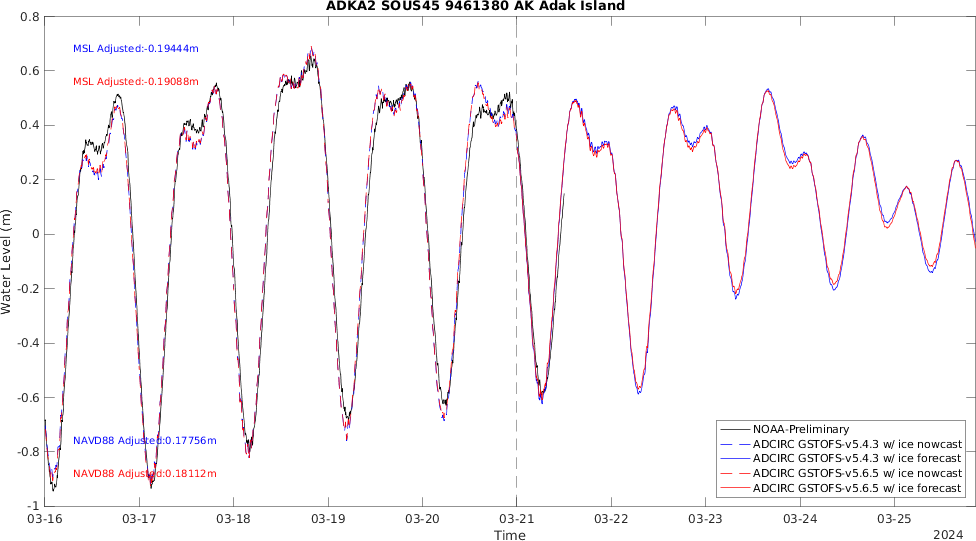 ADKA2 SOUS45 9461380 AK Adak Island
0.8
0.6
0.4
0.2
0
-0.2
-0.4
-0.6
-0.8
-1
Water Level (m)
MSL Adjusted:-0.19444m
MSL Adjusted:-0.19088m
NAVD88 Adjusted:0.17756m
NAVD88 Adjusted:0.18112m
NOAA-Preliminary
ADCIRC GSTOFS-v5.4.3 w/ ice nowcast
ADCIRC GSTOFS-v5.4.3 w/ ice forecast
ADCIRC GSTOFS-v5.6.5 w/ ice nowcast
ADCIRC GSTOFS-v5.6.5 w/ ice forecast
03-16 03-17 03-18 03-19 03-20 03-21 03-22 03-23 03-24 03-25
Time
2024